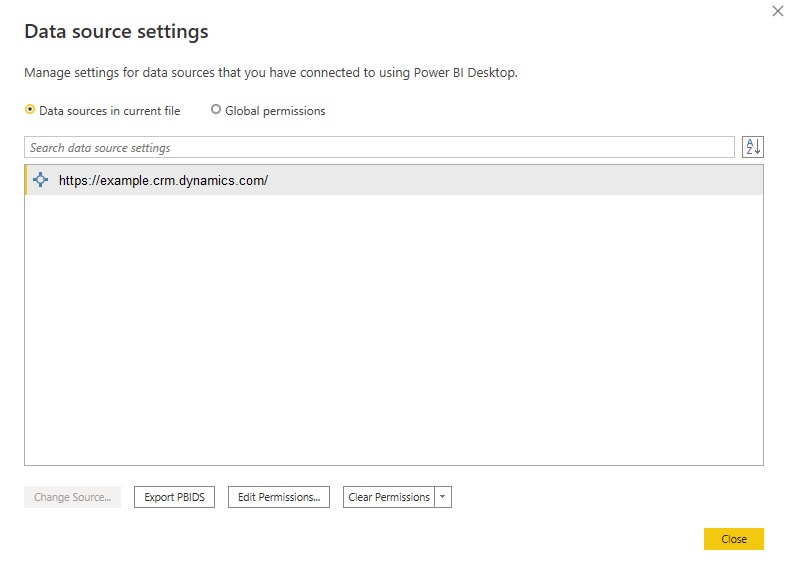 Data source settings
Manage settings for data sources that you have connected to using Power BI Desktop.
Data sources in current file Global permissions
Search data source settings A Z
https://example.crm.dynamics.com/
Change Source... Export PBIDS Edit Permissions... Clear Permissions
Close